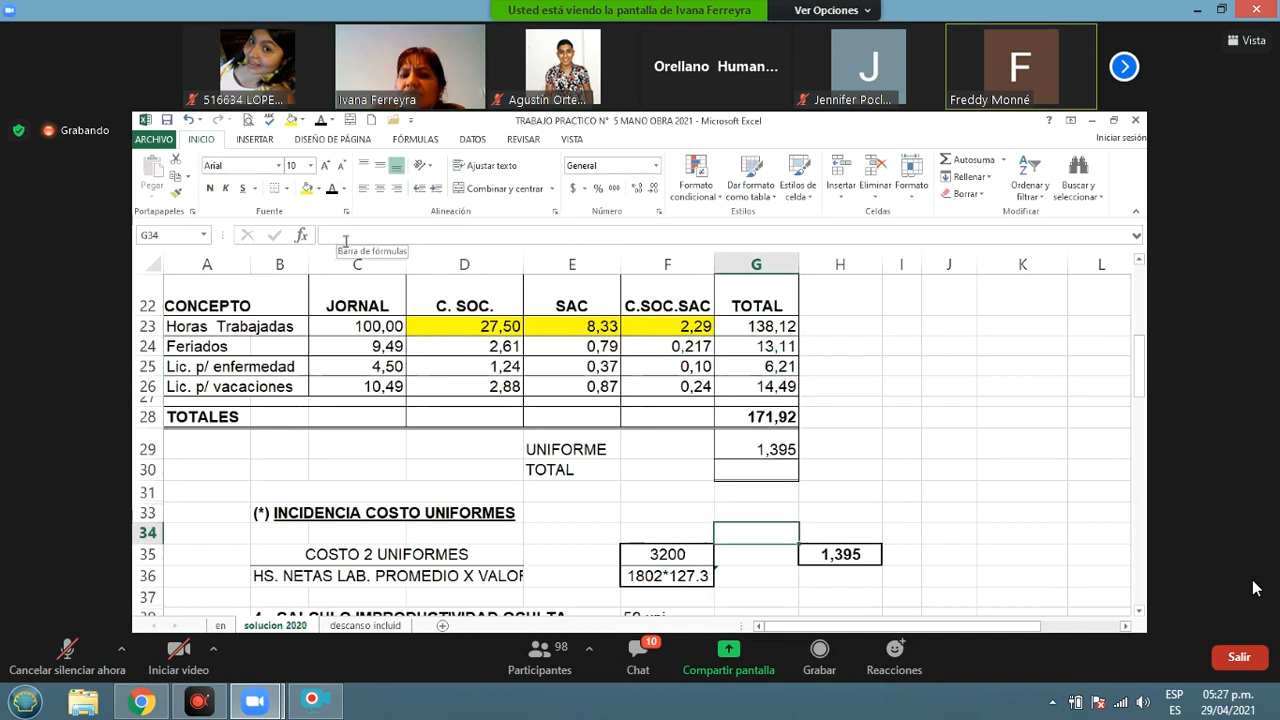 Usted está viendo la pantalla de Ivana Ferreyra
Ver Opciones
Vista
516634 LOPE...
Ivana Ferreyra
Agustín Orte...
Orellano Human...
J
Jennifer Pocl...
F
Freddy Monné
Grabando
TRABAJO PRACTICO N° 5 MANO OBRA 2021 - Microsoft Excel
ARCHIVO INICIO INSERTAR DISEÑO DE PÁGINA FÓRMULAS DATOS REVISAR VISTA Iniciar sesión
Pegar
Arial 10
N K S
Ajustar texto
Combinar y centrar
General
$ % 000
Formato condicional
Dar formato como tabla
Estilos de celda
Insertar Eliminar Formato
Autosuma
Rellenar
Borrar
Ordenar y filtrar
Buscar y seleccionar
Portapapeles Fuente Alineación Número Estilos Celdas Modificar
G34 fx
Barra de fórmulas
A B C D E F G H I J K L
22 CONCEPTO JORNAL C. SOC. SAC C.SOC.SAC TOTAL
23 Horas Trabajadas 100,00 27,50 8,33 2,29 138,12
24 Feriados 9,49 2,61 0,79 0,217 13,11
25 Lic. p/ enfermedad 4,50 1,24 0,37 0,10 6,21
26 Lic. p/ vacaciones 10,49 2,88 0,87 0,24 14,49
27
28 TOTALES 171,92
29 UNIFORME 1,395
30 TOTAL
31
33 (*) INCIDENCIA COSTO UNIFORMES
34
35 COSTO 2 UNIFORMES 3200 1,395
36 HS. NETAS LAB. PROMEDIO X VALOR 1802*127.3
37
en solucion 2020 descanso incluid
Cancelar silenciar ahora
Iniciar video
98
Participantes
10
Chat
Compartir pantalla
Grabar
Reacciones
Salir
ESP
ES
05:27 p.m.
29/04/2021